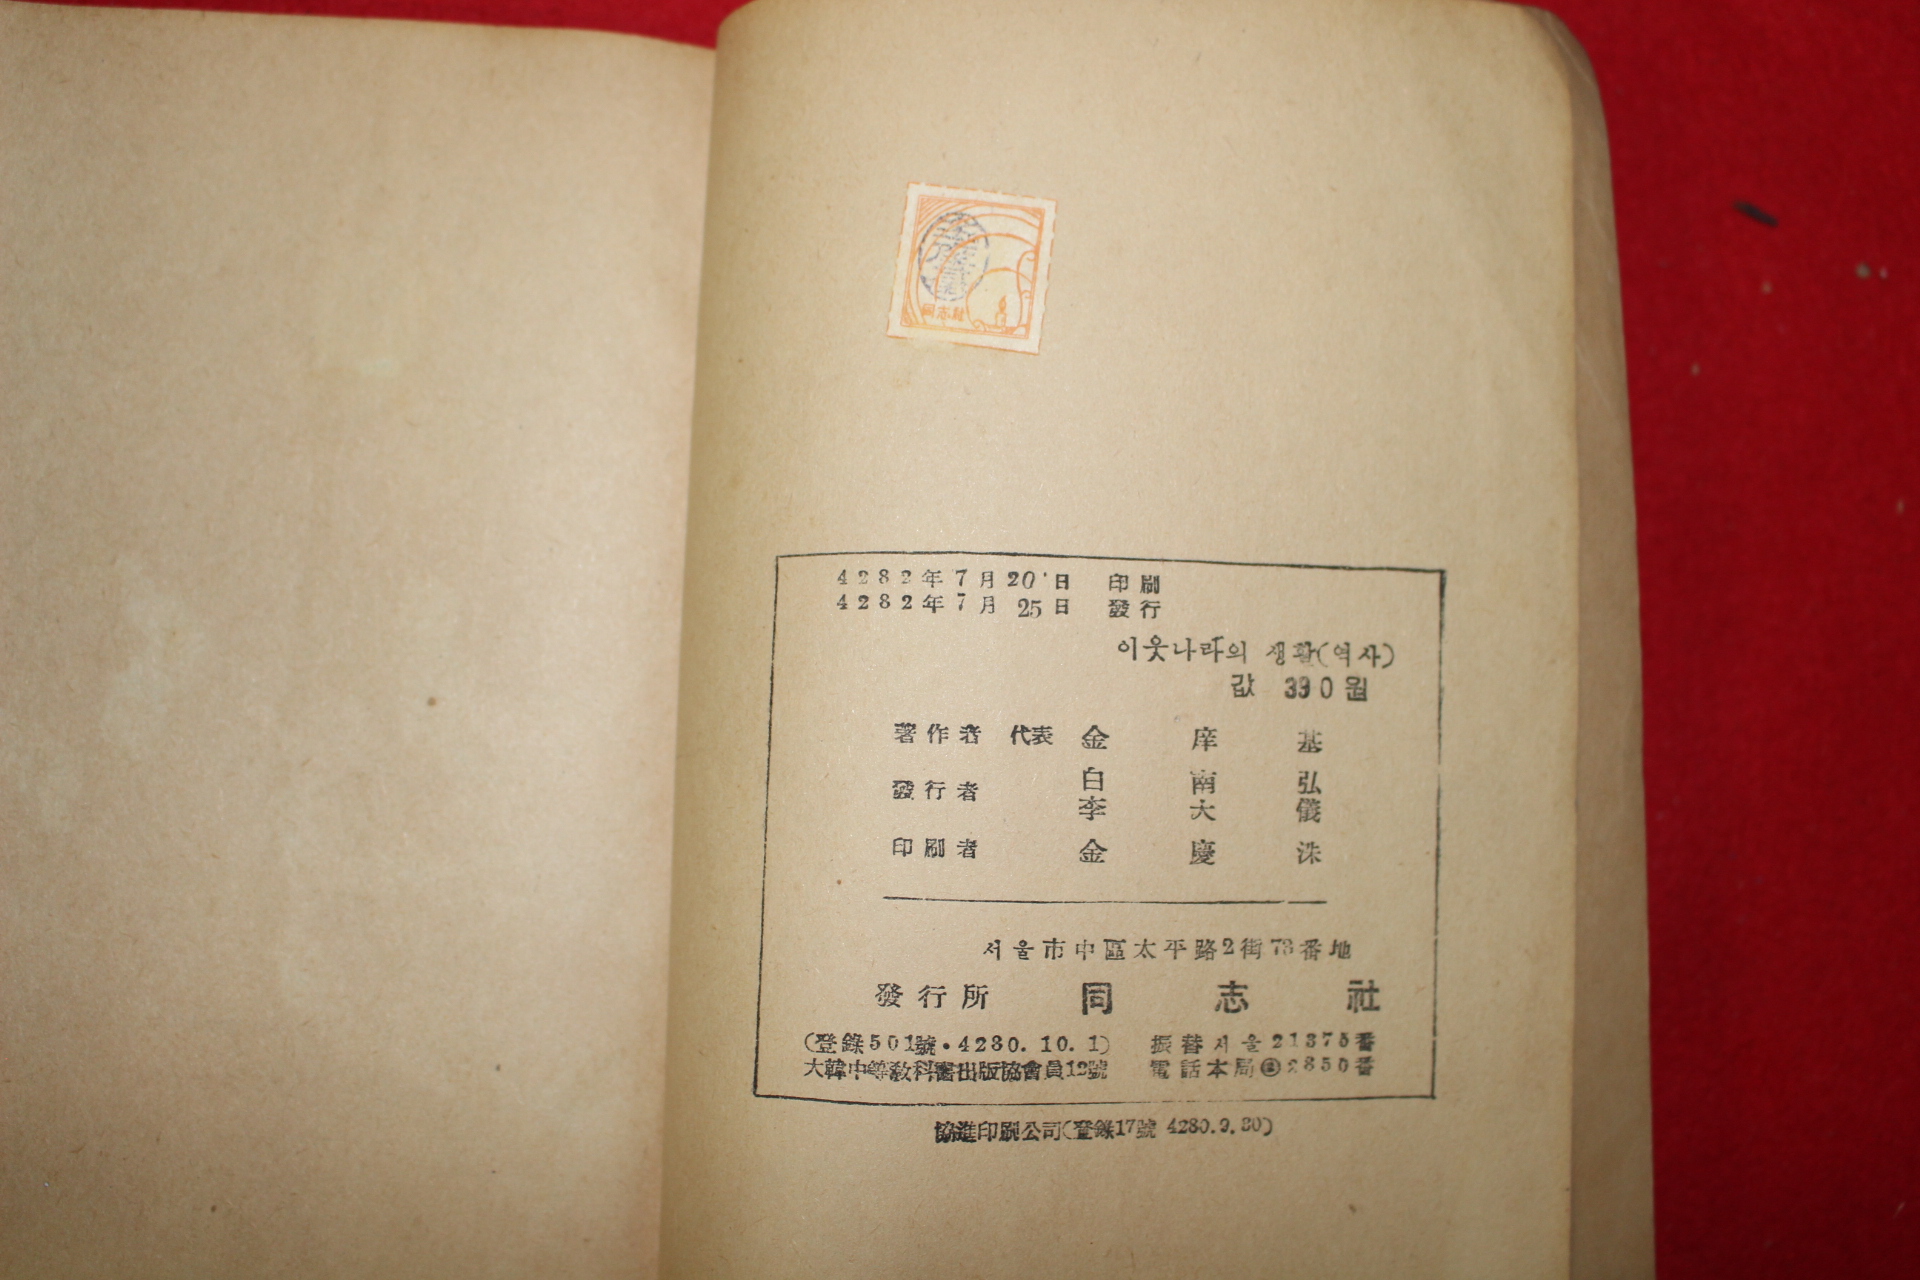 同志社
4282年7月20日 印刷
4282年7月25日 發行
이웃나라의 생활(역사)
값 390원
著作者 代表 金庠基
發行者 白南弘
李大儀
印刷者 金慶洙
서울市中區太平路2街73番地
發行所 同志社
(登錄501號・4280.10.1) 振替서울21375番
大韓中等敎科書出版協會員12號 電話本局②2850番
協進印刷公司(登錄17號 4280.9.30)